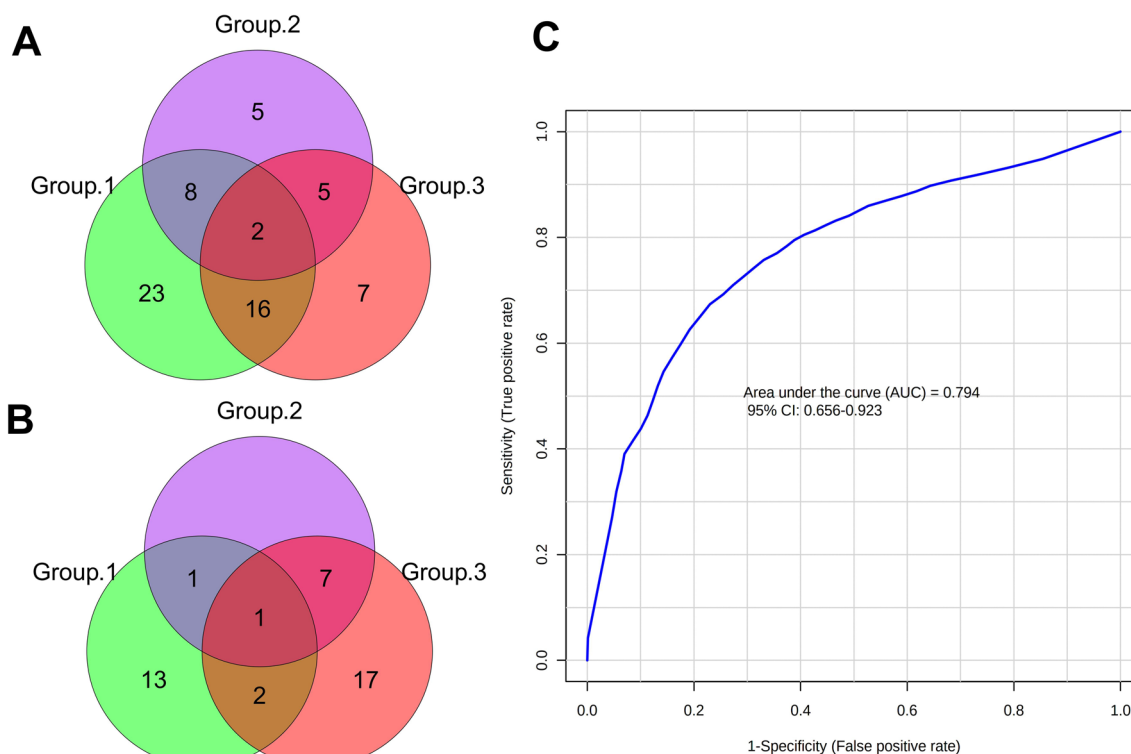 A
Group.2
5
Group.1
8
5
Group.3
2
23
16
7
B
Group.2
Group.1
1
7
Group.3
1
13
2
17
C
1.0
0.8
0.6
0.4
0.2
0.0
Sensitivity (True positive rate)
Area under the curve (AUC) = 0.794
95% CI: 0.656-0.923
0.0 0.2 0.4 0.6 0.8 1.0
1-Specificity (False positive rate)